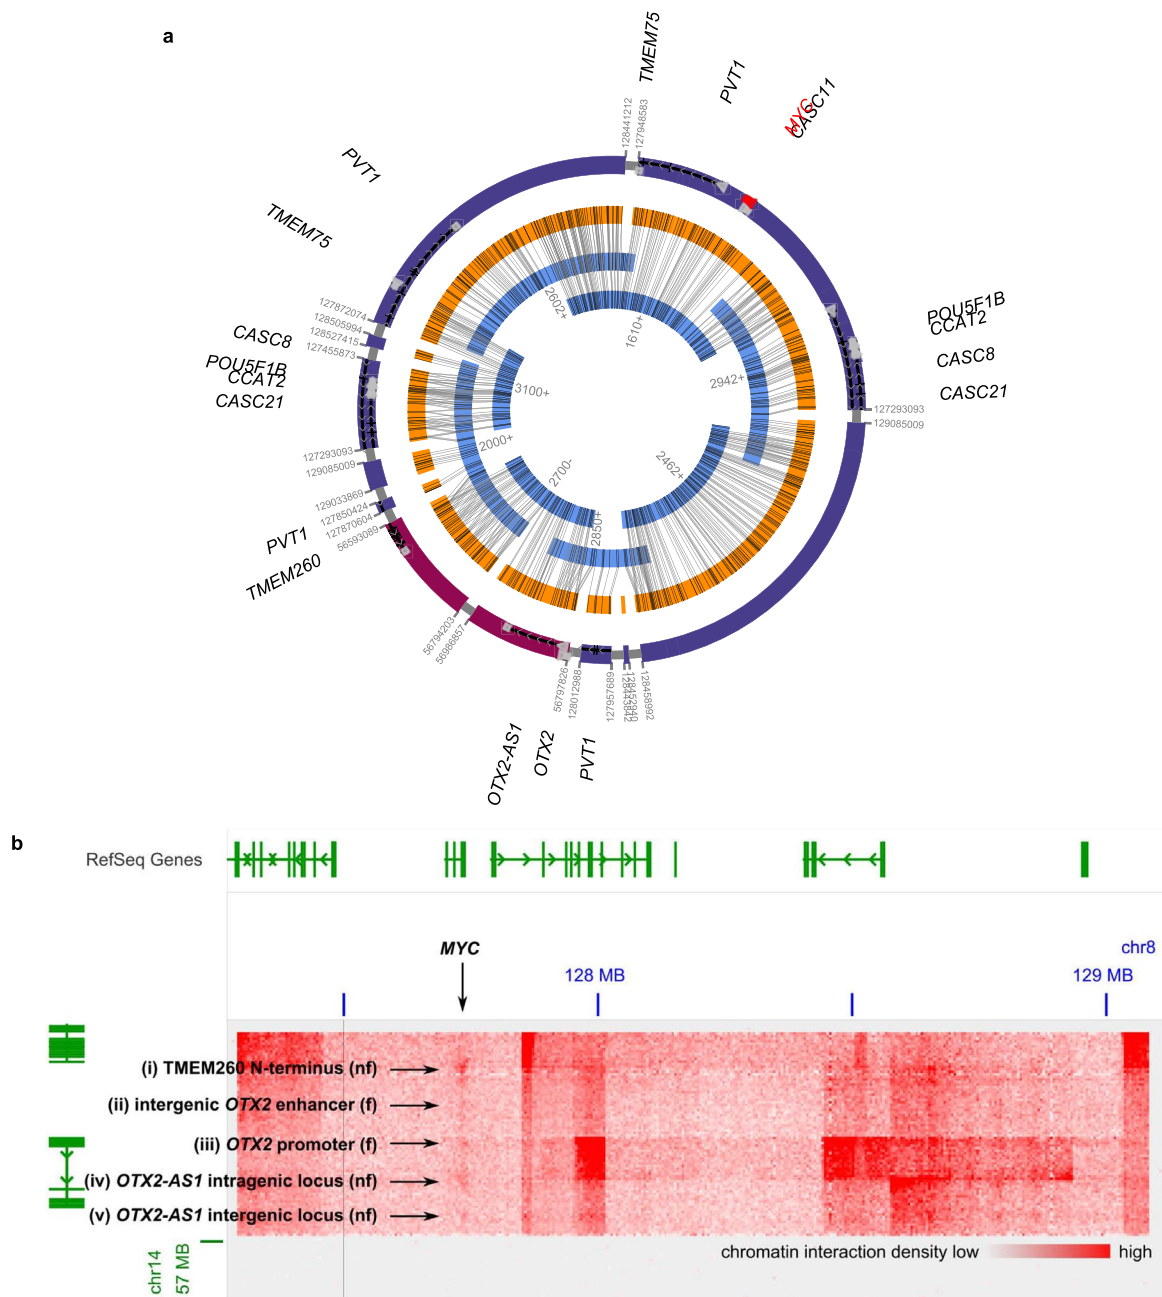 a
TMEM75
PVT1
MYC
CASC11
128441212
127948583
PVT1
TMEM75
127872074
128505994
128527415
127455873
CASC8
POU5F1B
CCAT2
CASC21
127293093
129085009
129033869
127850424
127870604
56593089
PVT1
TMEM260
POU5F1B
CCAT2
CASC8
CASC21
127293093
129085009
2602+
1610+
2942+
3100+
2000+
2700-
2850+
2462+
56794203
56986857
56797826
128012988
127957689
128443842
128452940
128458992
OTX2-AS1
OTX2
PVT1
b
RefSeq Genes
MYC
chr8
128 MB
129 MB
(i) TMEM260 N-terminus (nf)
(ii) intergenic OTX2 enhancer (f)
(iii) OTX2 promoter (f)
(iv) OTX2-AS1 intragenic locus (nf)
(v) OTX2-AS1 intergenic locus (nf)
chromatin interaction density low
high
chr14
57 MB